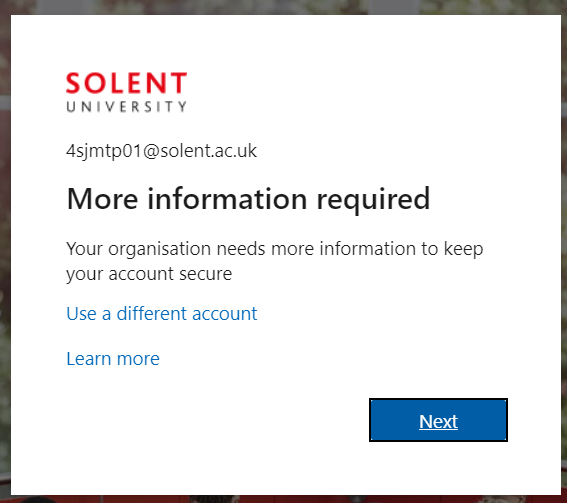 SOLENT
UNIVERSITY
4sjmtp01@solent.ac.uk
More information required
Your organisation needs more information to keep
your account secure
Use a different account
Learn more
Next